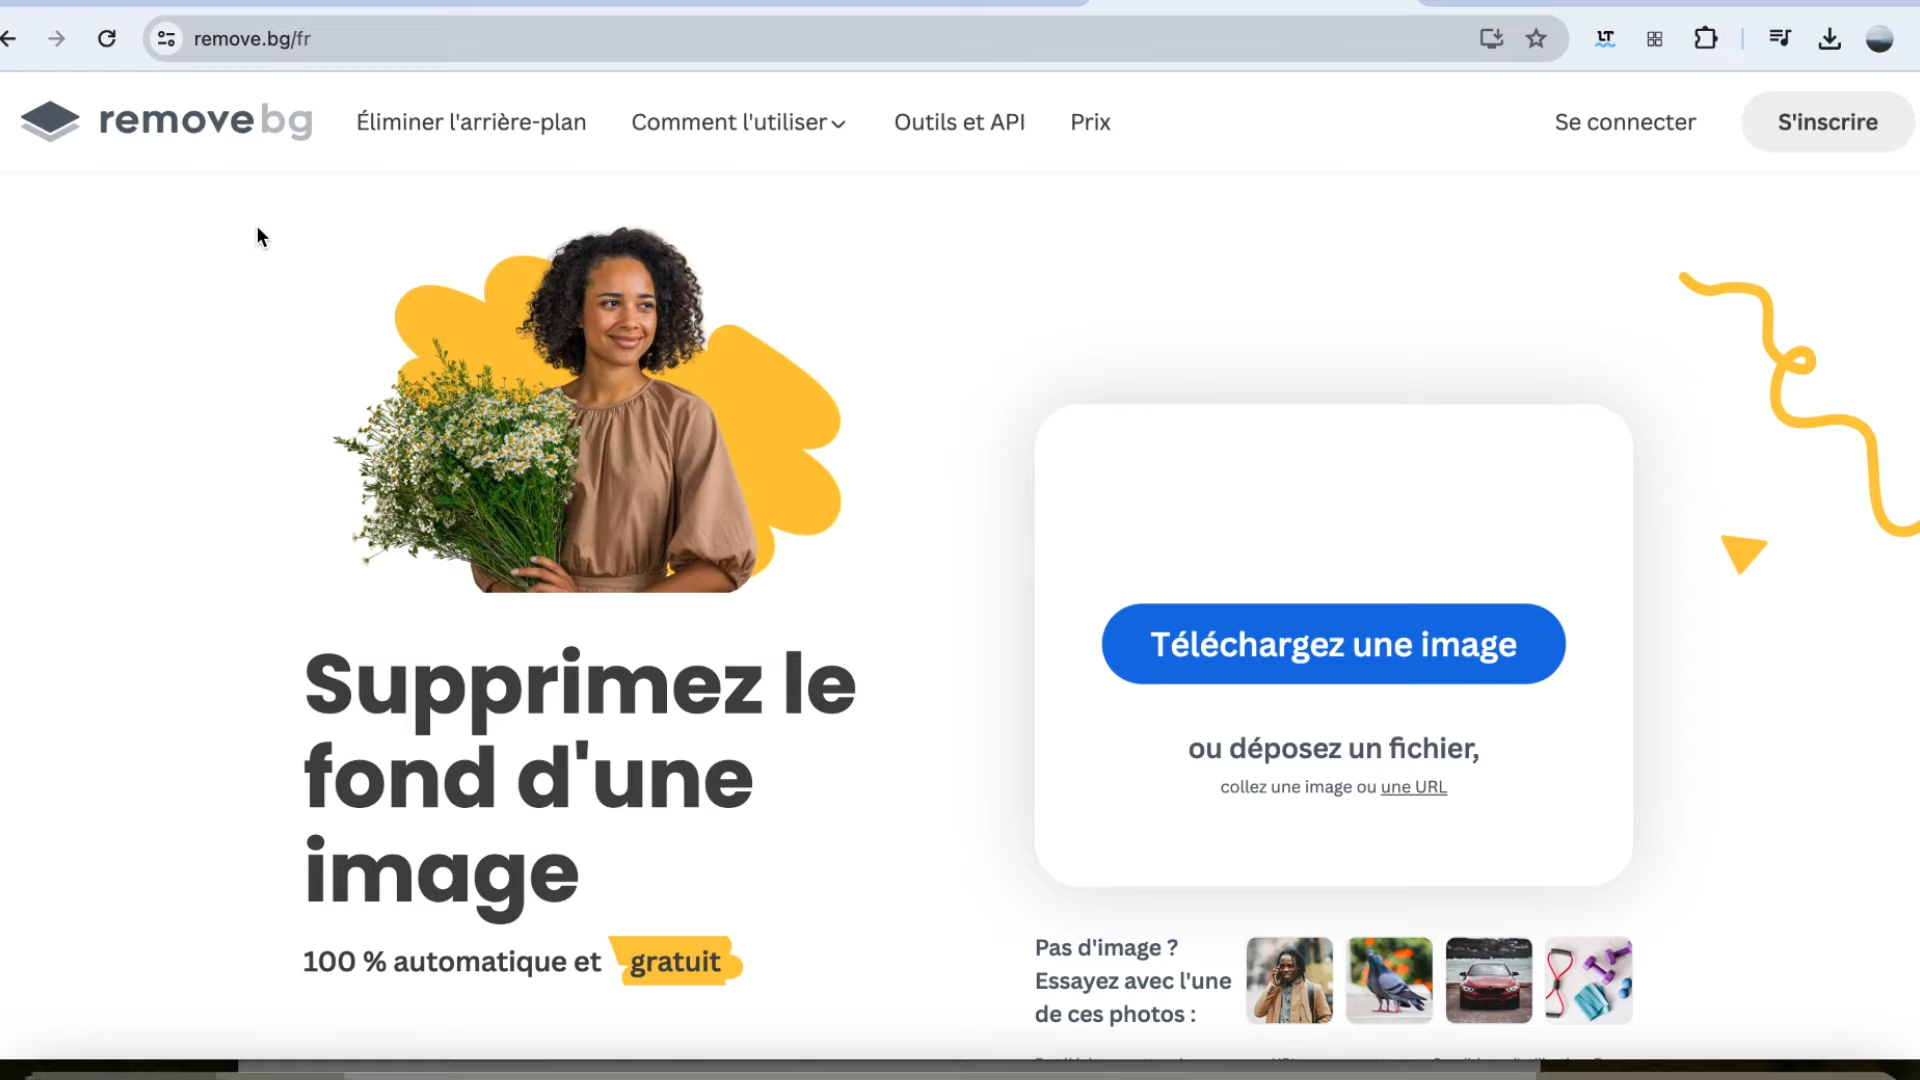 remove.bg/fr
LT
removebg
Éliminer l'arrière-plan
Comment l'utiliser
Outils et API
Prix
Se connecter
S'inscrire
Supprimez le
fond d'une
image
100 % automatique et gratuit
Téléchargez une image
ou déposez un fichier,
collez une image ou une URL
Pas d'image ?
Essayez avec l'une
de ces photos :